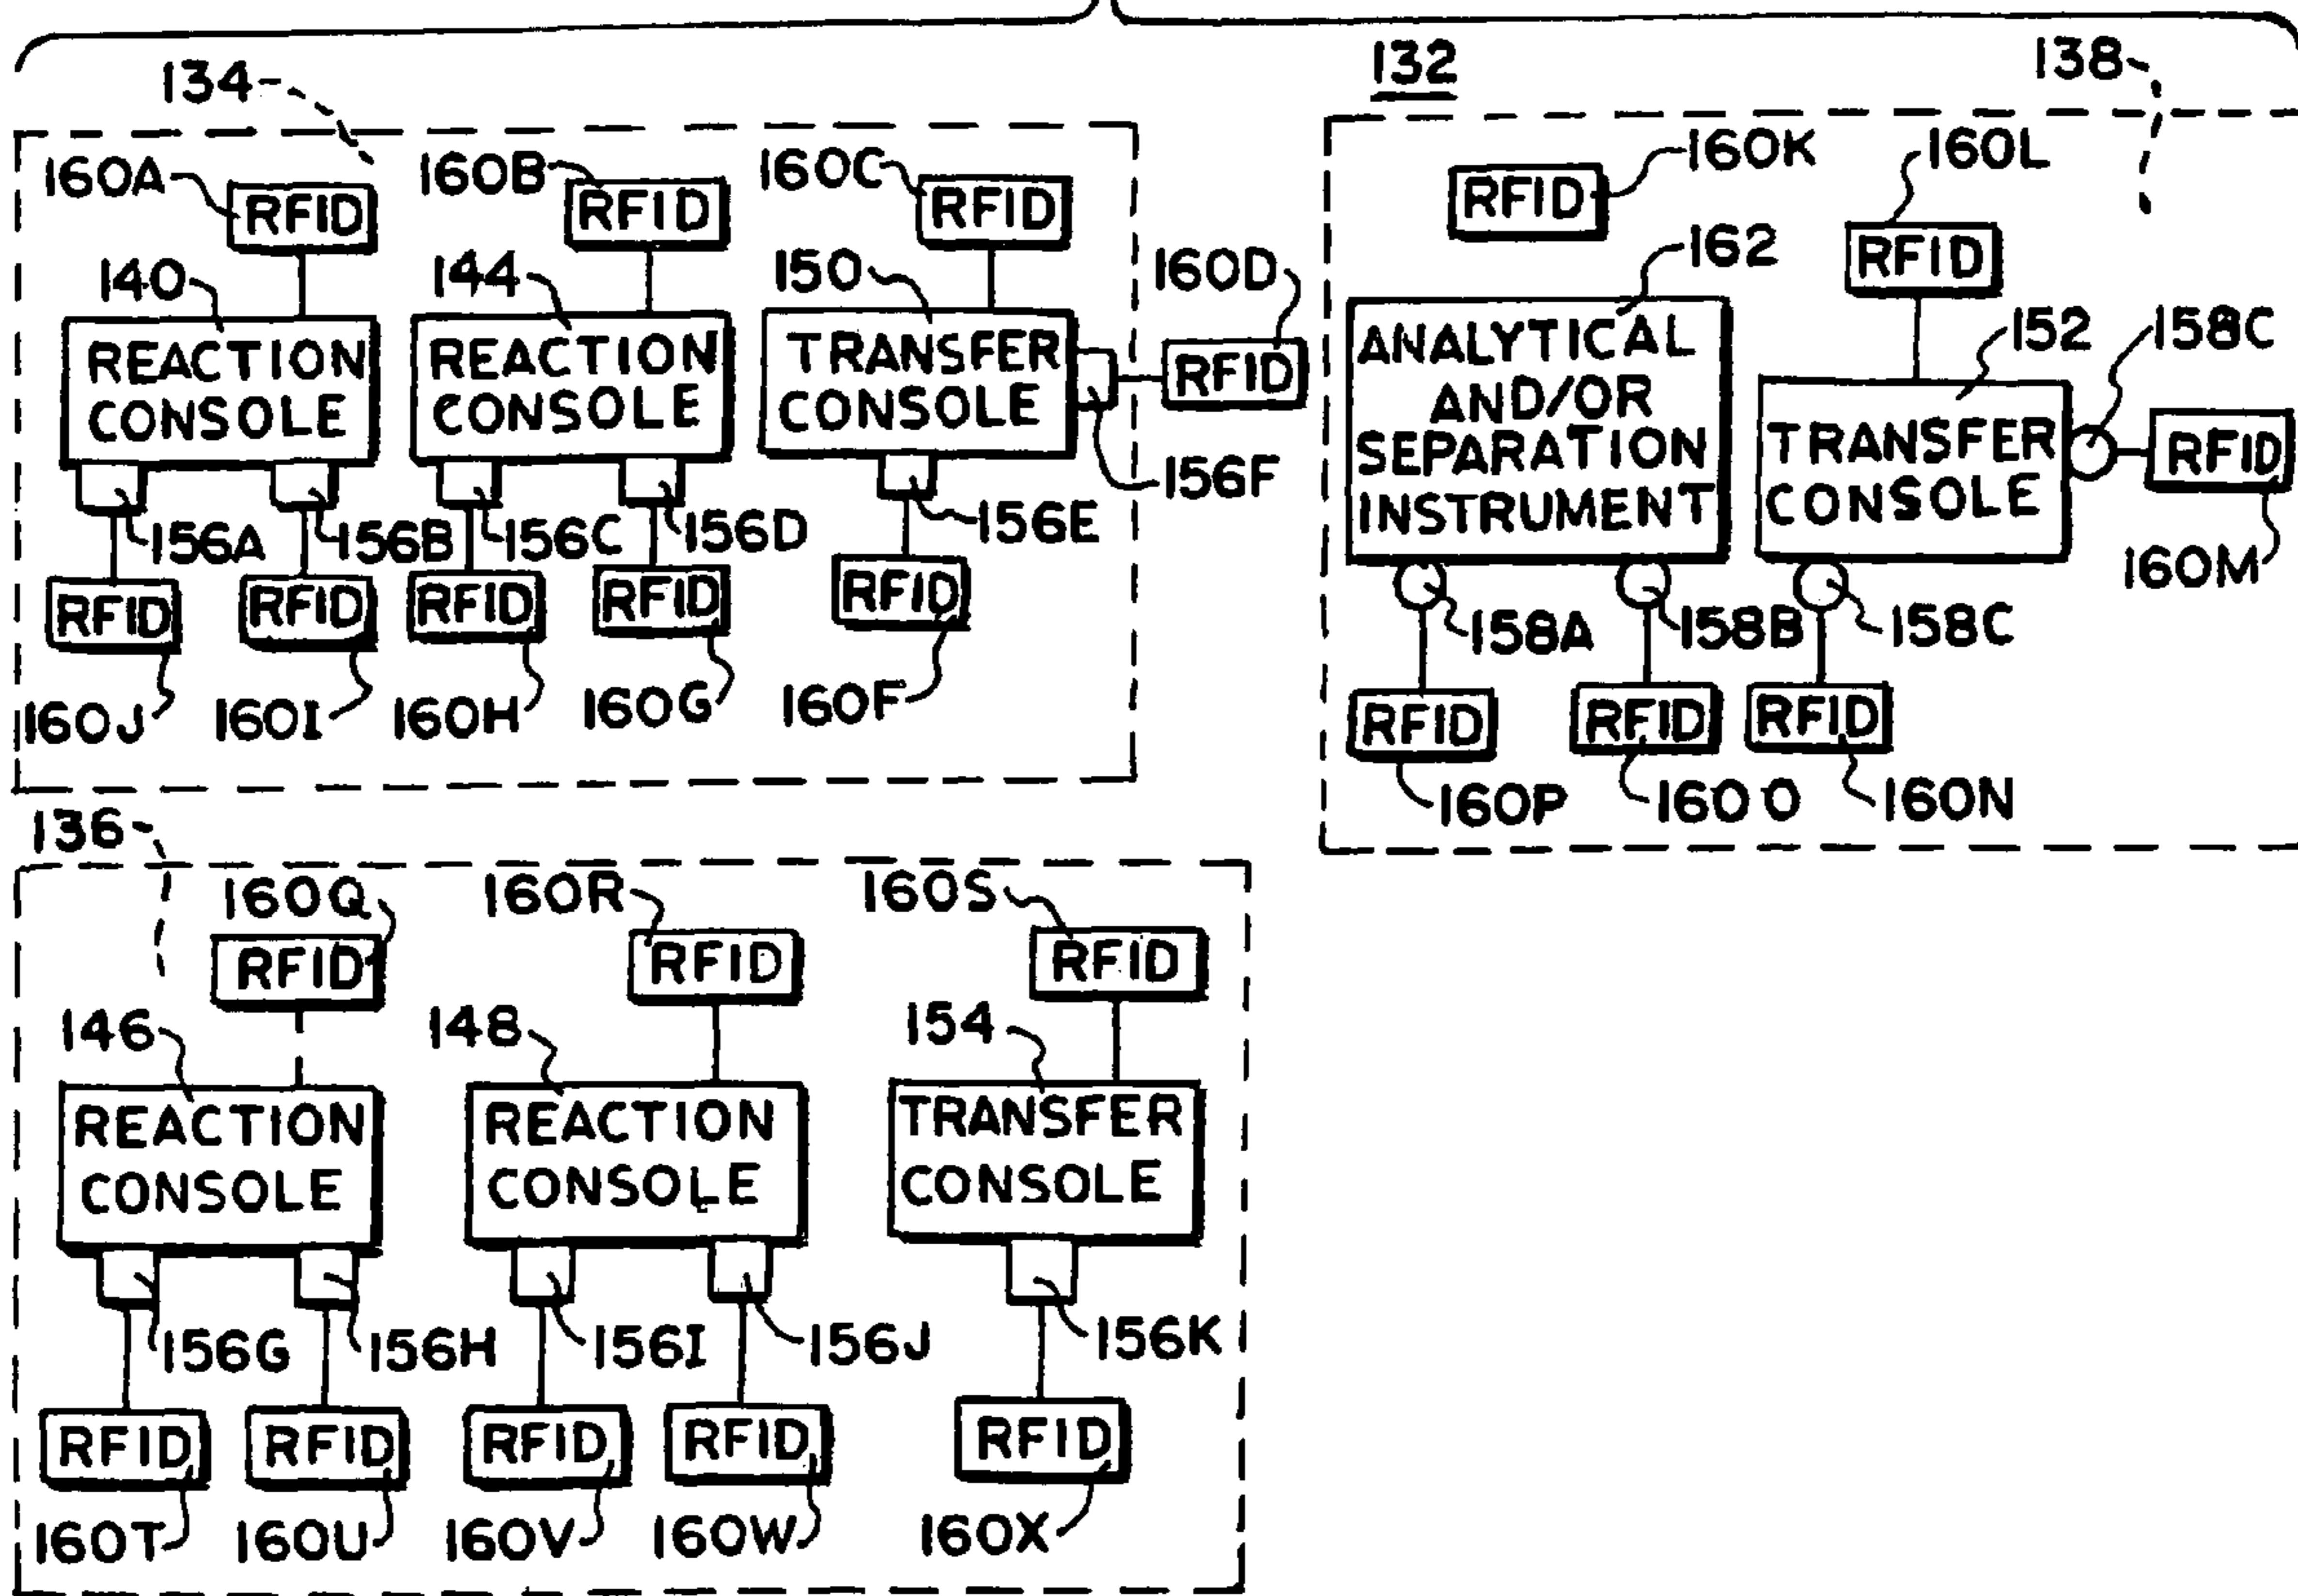 132
138
134
160A
160B
160C
RFID
RFID
RFID
140
144
150
160D
REACTION
CONSOLE
REACTION
CONSOLE
TRANSFER
CONSOLE
RFID
156F
156A
156B
156C
156D
156E
RFID
RFID
RFID
RFID
RFID
160J
160I
160H
160G
160F
160K
160L
RFID
RFID
162
152
158C
ANALYTICAL
AND/OR
SEPARATION
INSTRUMENT
TRANSFER
CONSOLE
RFID
160M
158A
158B
158C
RFID
RFID
RFID
160P
160O
160N
136
160Q
160R
160S
RFID
RFID
RFID
146
148
154
REACTION
CONSOLE
REACTION
CONSOLE
TRANSFER
CONSOLE
156G
156H
156I
156J
156K
RFID
RFID
RFID
RFID
RFID
160T
160U
160V
160W
160X